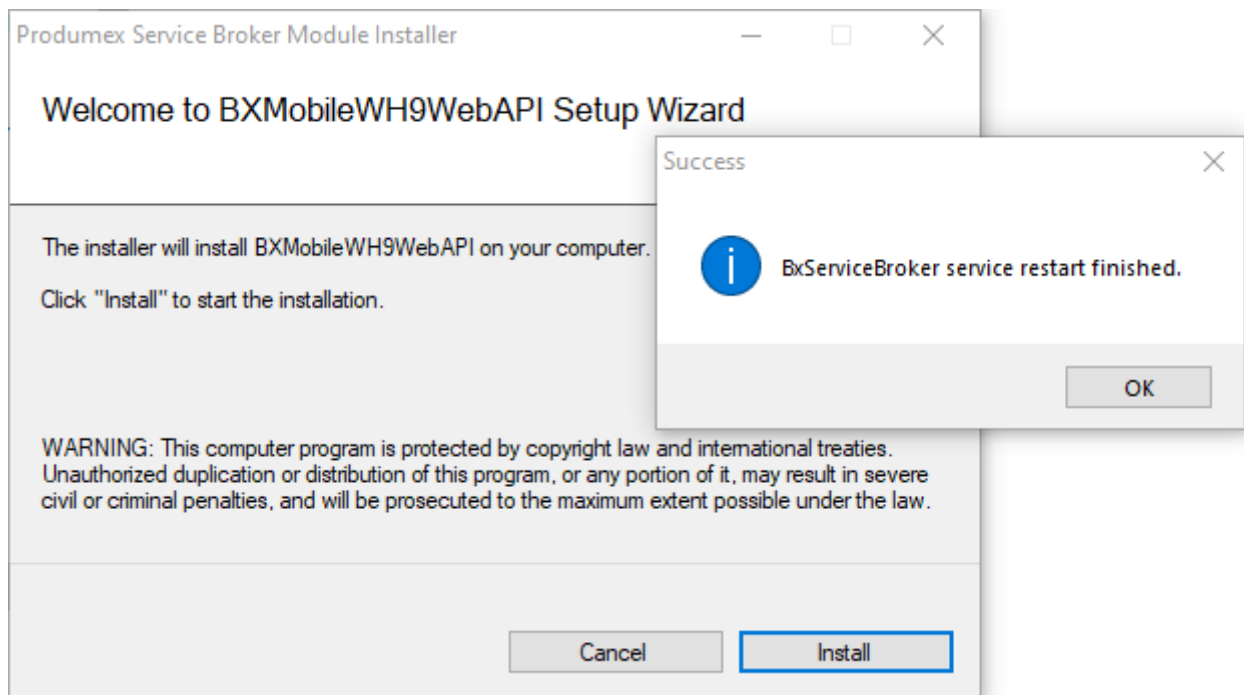 Produmex Service Broker Module Installer
Welcome to BXMobileWH9WebAPI Setup Wizard
Success
The installer will install BXMobileWH9WebAPI on your computer.
BxServiceBroker service restart finished.
Click "Install" to start the installation.
OK
WARNING: This computer program is protected by copyright law and international treaties.
Unauthorized duplication or distribution of this program, or any portion of it, may result in severe
civil or criminal penalties, and will be prosecuted to the maximum extent possible under the law.
Cancel
Install